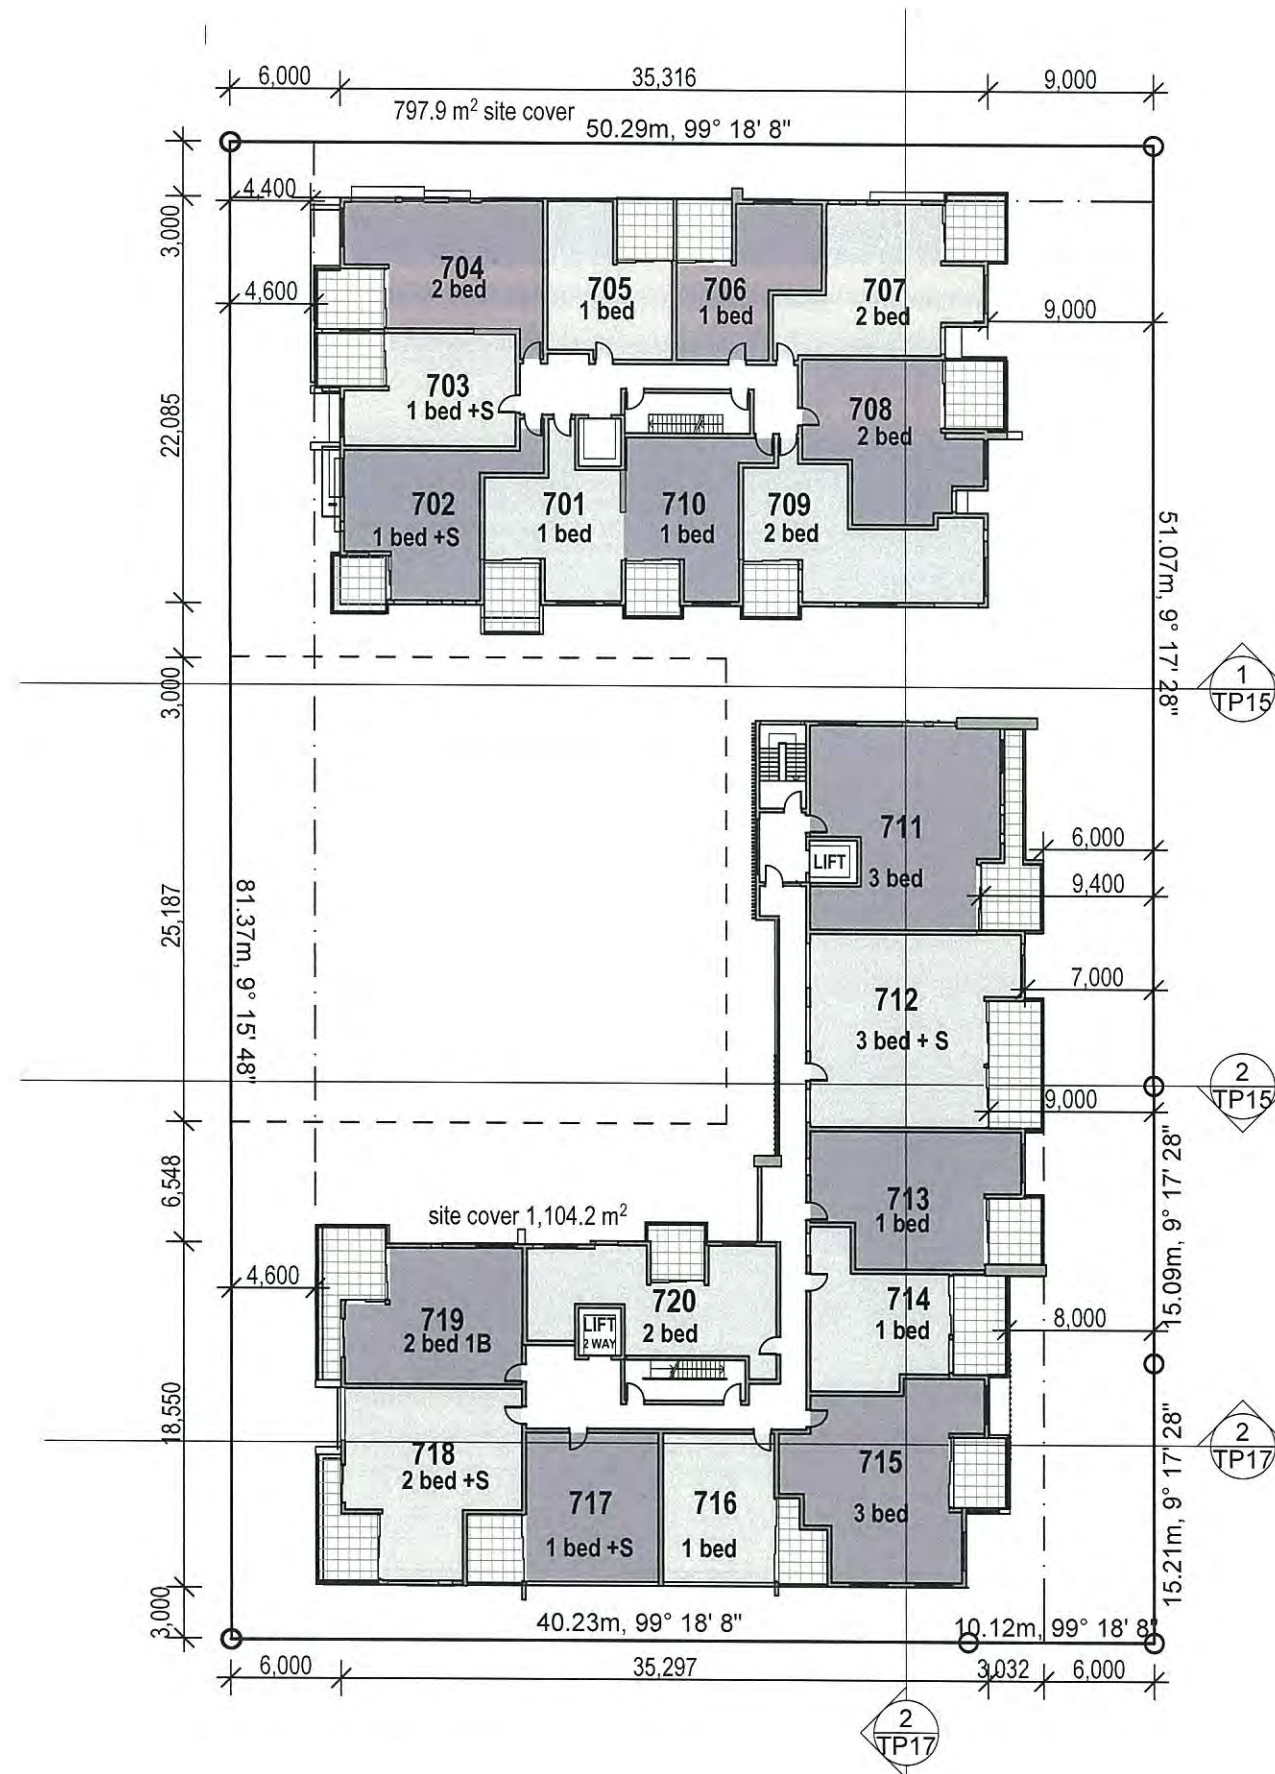 6,000
35,316
9,000
797.9 m² site cover
50.29m, 99° 18' 8"
4,400
3,000
704
2 bed
705
1 bed
706
1 bed
707
2 bed
4,600
9,000
703
1 bed +S
708
2 bed
22,085
702
1 bed +S
701
1 bed
710
1 bed
709
2 bed
51.07m, 9° 17' 28"
3,000
1
TP15
711
3 bed
LIFT
6,000
9,400
25,187
81.37m, 9° 15' 48"
712
3 bed + S
7,000
2
TP15
9,000
713
1 bed
6,548
site cover 1,104.2 m²
15.09m, 9° 17' 28"
4,600
719
2 bed 1B
LIFT
2 WAY
720
2 bed
714
1 bed
8,000
18,550
718
2 bed +S
717
1 bed +S
716
1 bed
715
3 bed
2
TP17
15.21m, 9° 17' 28"
3,000
40.23m, 99° 18' 8"
10.12m, 99° 18' 8"
6,000
35,297
3,032
6,000
2
TP17